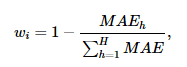 w_i = 1 - \frac{MAE_h}{\sum_{h=1}^{H} MAE},